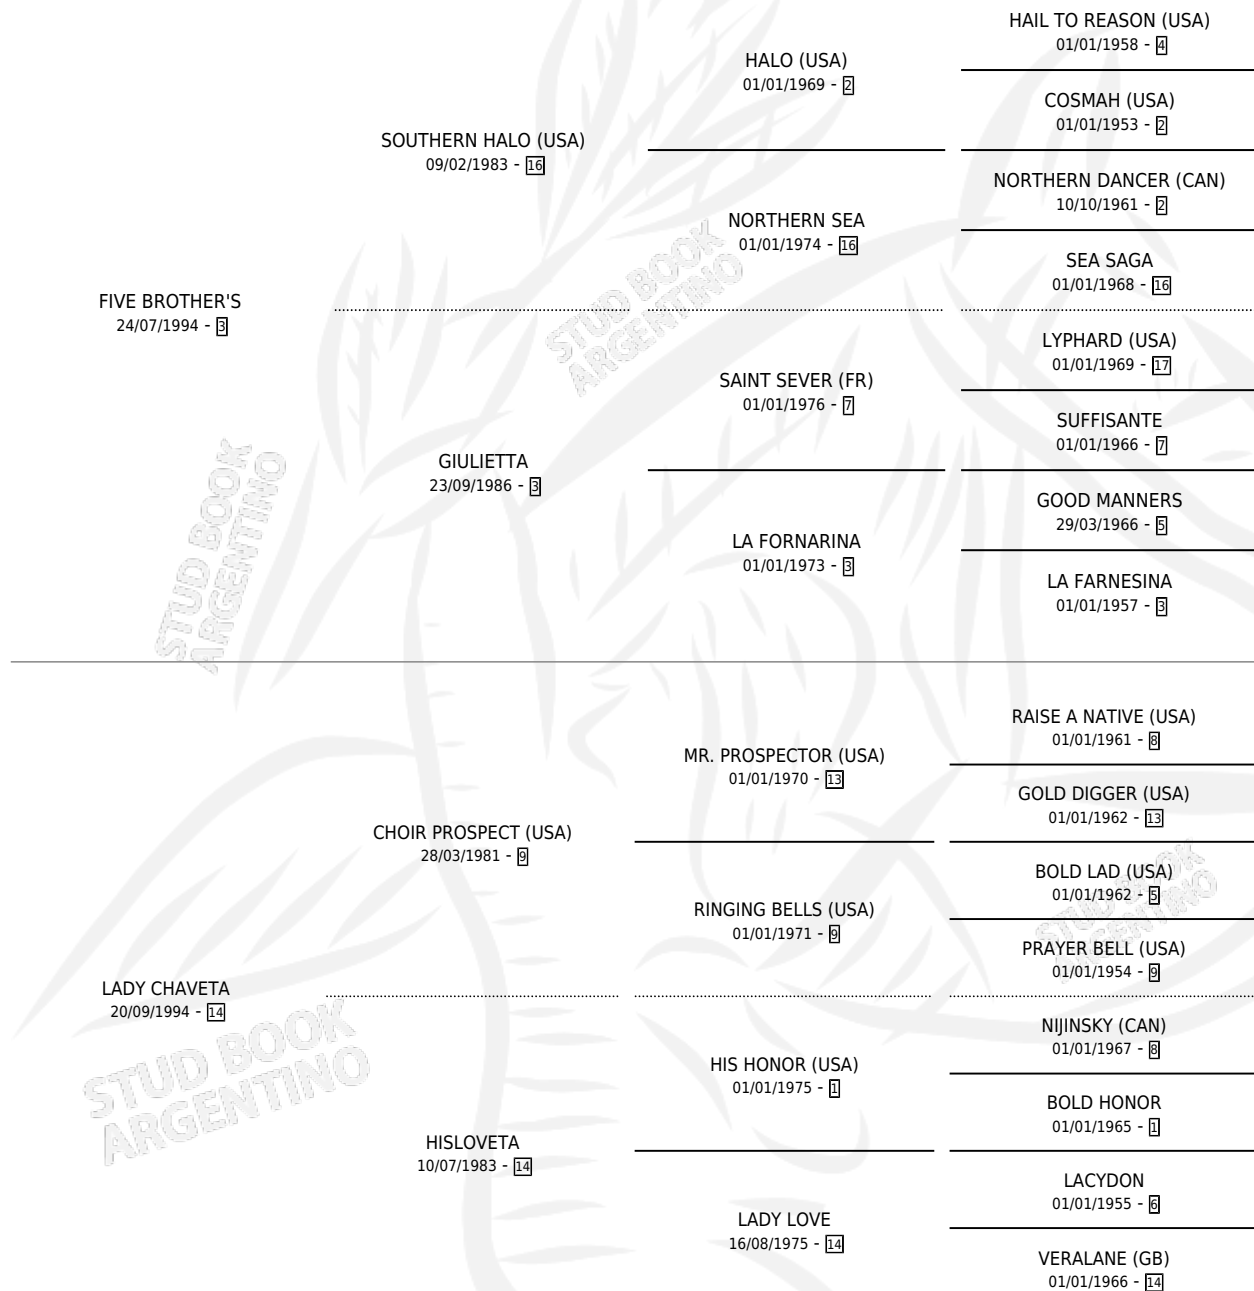 HAIL TO REASON (USA)
01/01/1958 - 4
HALO (USA)
01/01/1969 - 2
COSMAH (USA)
01/01/1953 - 2
SOUTHERN HALO (USA)
09/02/1983 - 16
NORTHERN DANCER (CAN)
10/10/1961 - 2
NORTHERN SEA
01/01/1974 - 16
SEA SAGA
01/01/1968 - 16
FIVE BROTHER'S
24/07/1994 - 3
STUD BOOK
ARGENTINO
LYPHARD (USA)
01/01/1969 - 17
SAINT SEVER (FR)
01/01/1976 - 7
SUFFISANTE
01/01/1966 - 7
GIULIETTA
23/09/1986 - 3
GOOD MANNERS
29/03/1966 - 5
LA FORNARINA
01/01/1973 - 3
LA FARNESINA
01/01/1957 - 3
STUD BOOK
ARGENTINO
RAISE A NATIVE (USA)
01/01/1961 - 8
MR. PROSPECTOR (USA)
01/01/1970 - 13
GOLD DIGGER (USA)
01/01/1962 - 13
CHOIR PROSPECT (USA)
28/03/1981 - 9
BOLD LAD (USA)
01/01/1962 - 5
RINGING BELLS (USA)
01/01/1971 - 9
STUD BOOK
ARGENTINO
PRAYER BELL (USA)
01/01/1954 - 9
LADY CHAVETA
20/09/1994 - 14
STUD BOOK
ARGENTINO
NIJINSKY (CAN)
01/01/1967 - 8
HIS HONOR (USA)
01/01/1975 - 1
BOLD HONOR
01/01/1965 - 1
HISLOVETA
10/07/1983 - 14
LACYDON
01/01/1955 - 6
LADY LOVE
16/08/1975 - 14
VERALANE (GB)
01/01/1966 - 14